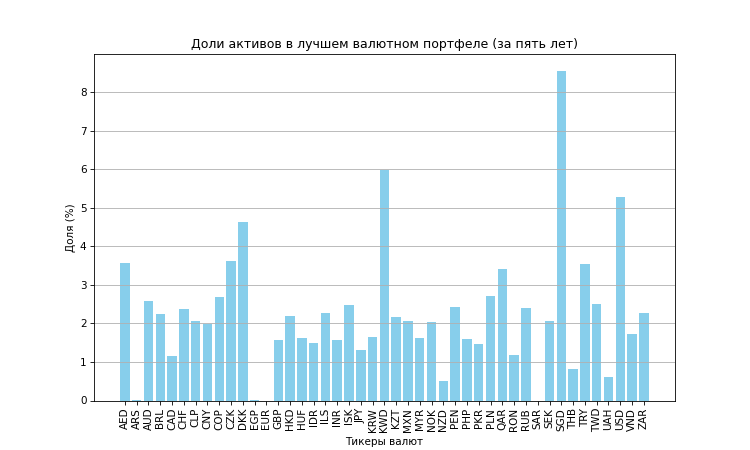 Доли активов в лучшем валютном портфеле (за пять лет)
Доля (%)
8
7
6
5
4
3
2
1
0
AED ARS AUD BRL CAD CHF CLP CNY COP CZK DKK EGP EUR GBP HKD HUF IDR ILS INR ISK JPY KRW KWD KZT MXN MYR NOK NZD PEN PHP PKR PLN QAR RON RUB SAR SEK SGD THB TRY TWD UAH USD VND ZAR
Тикеры валют